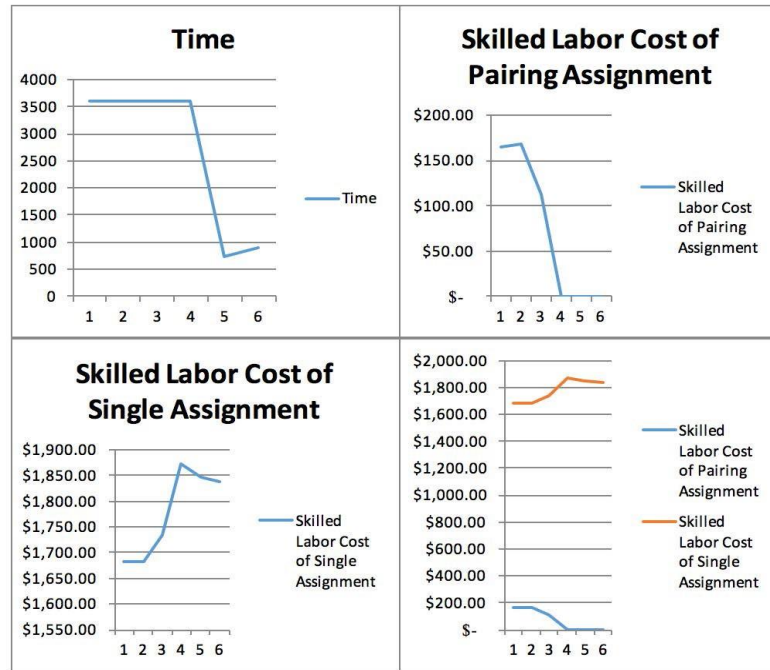 Time
4000
3500
3000
2500
2000
1500
1000
500
0
1 2 3 4 5 6
Time
Skilled Labor Cost of
Pairing Assignment
$200.00
$150.00
$100.00
$50.00
$-
1 2 3 4 5 6
Skilled
Labor Cost
of Pairing
Assignment
Skilled Labor Cost of
Single Assignment
$1,900.00
$1,850.00
$1,800.00
$1,750.00
$1,700.00
$1,650.00
$1,600.00
$1,550.00
1 2 3 4 5 6
Skilled
Labor Cost
of Single
Assignment
$2,000.00
$1,800.00
$1,600.00
$1,400.00
$1,200.00
$1,000.00
$800.00
$600.00
$400.00
$200.00
$-
1 2 3 4 5 6
Skilled
Labor Cost
of Pairing
Assignment
Skilled
Labor Cost
of Single
Assignment